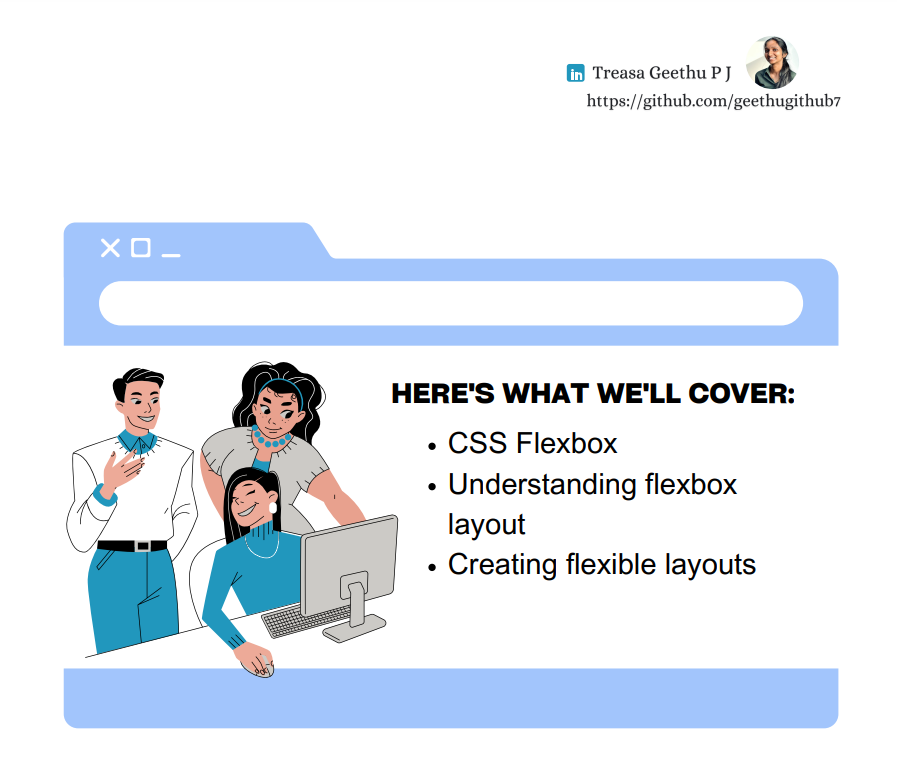 in Treasa Geethu P J
https://github.com/geethugithub7
HERE'S WHAT WE'LL COVER:
• CSS Flexbox
• Understanding flexbox
layout
• Creating flexible layouts